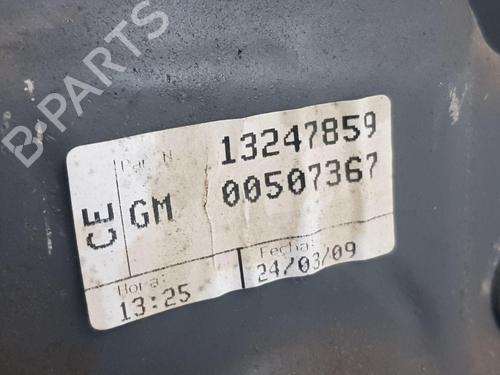 B-PARTS
Part N. 13247859
CE GM 00507367
Hora: Fecha:
13:25 24/03/09